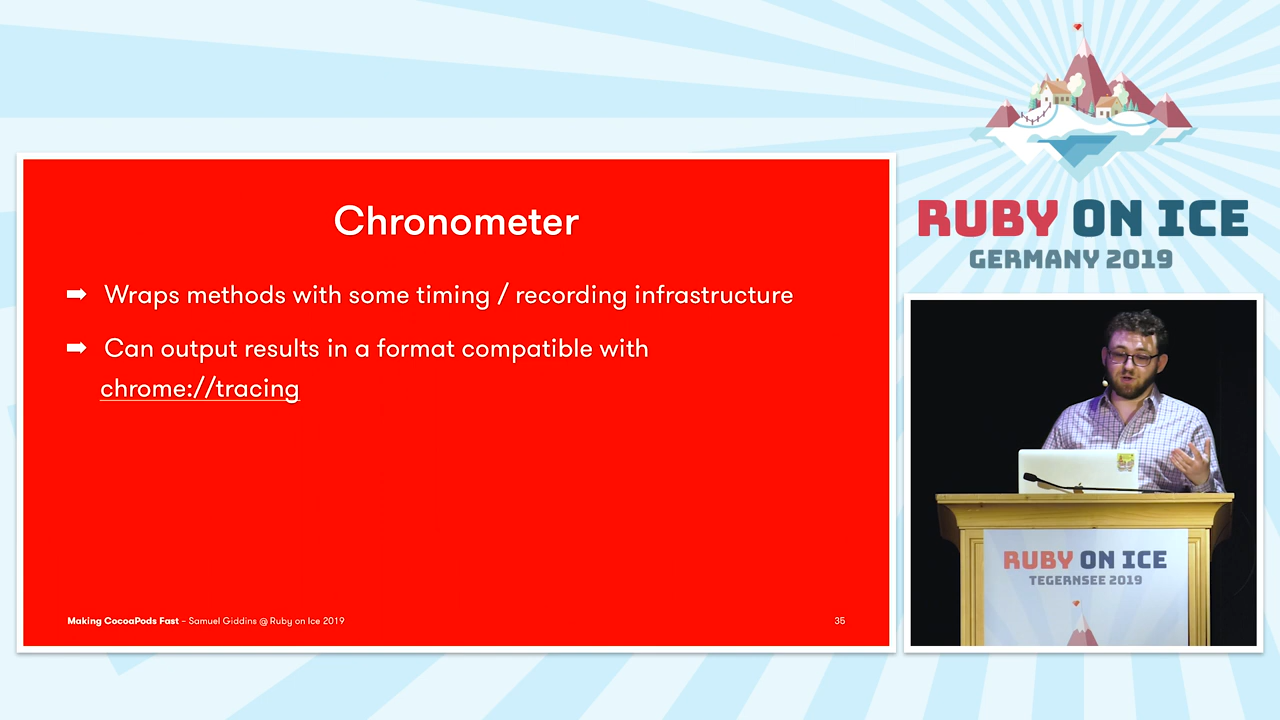 Chronometer
➡ Wraps methods with some timing / recording infrastructure
➡ Can output results in a format compatible with
chrome://tracing
Making CocoaPods Fast – Samuel Giddins @ Ruby on Ice 2019
35
RUBY ON ICE
GERMANY 2019
RUBY ON ICE
TEGERNSEE 2019